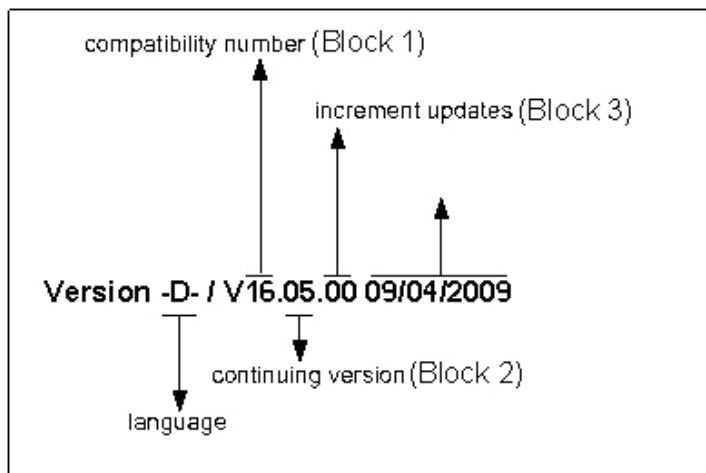 compatibility number (Block 1)
increment updates (Block 3)
Version -D- / V16.05.00 09/04/2009
continuing version (Block 2)
language